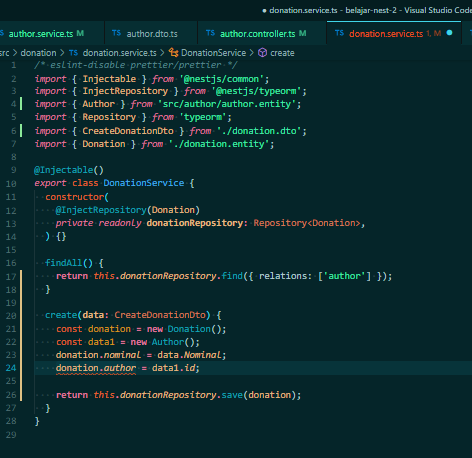 donation.service.ts - belajar-nest-2 - Visual Studio Code
author.service.ts M
TS author.dto.ts
TS author.controller.ts M
TS donation.service.ts 1, M
src > donation > TS donation.service.ts > DonationService > create
1 /* eslint-disable prettier/prettier */
2 import { Injectable } from '@nestjs/common';
3 import { InjectRepository } from '@nestjs/typeorm';
4 import { Author } from 'src/author/author.entity';
5 import { Repository } from 'typeorm';
6 import { CreateDonationDto } from './donation.dto';
7 import { Donation } from './donation.entity';
8
9 @Injectable()
10 export class DonationService {
11 constructor(
12 @InjectRepository(Donation)
13 private readonly donationRepository: Repository<Donation>,
14 ) {}
15
16 findAll() {
17 return this.donationRepository.find({ relations: ['author'] });
18 }
19
20 create(data: CreateDonationDto) {
21 const donation = new Donation();
22 const data1 = new Author();
23 donation.nominal = data.Nominal;
24 donation.author = data1.id;
25
26 return this.donationRepository.save(donation);
27 }
28 }
29